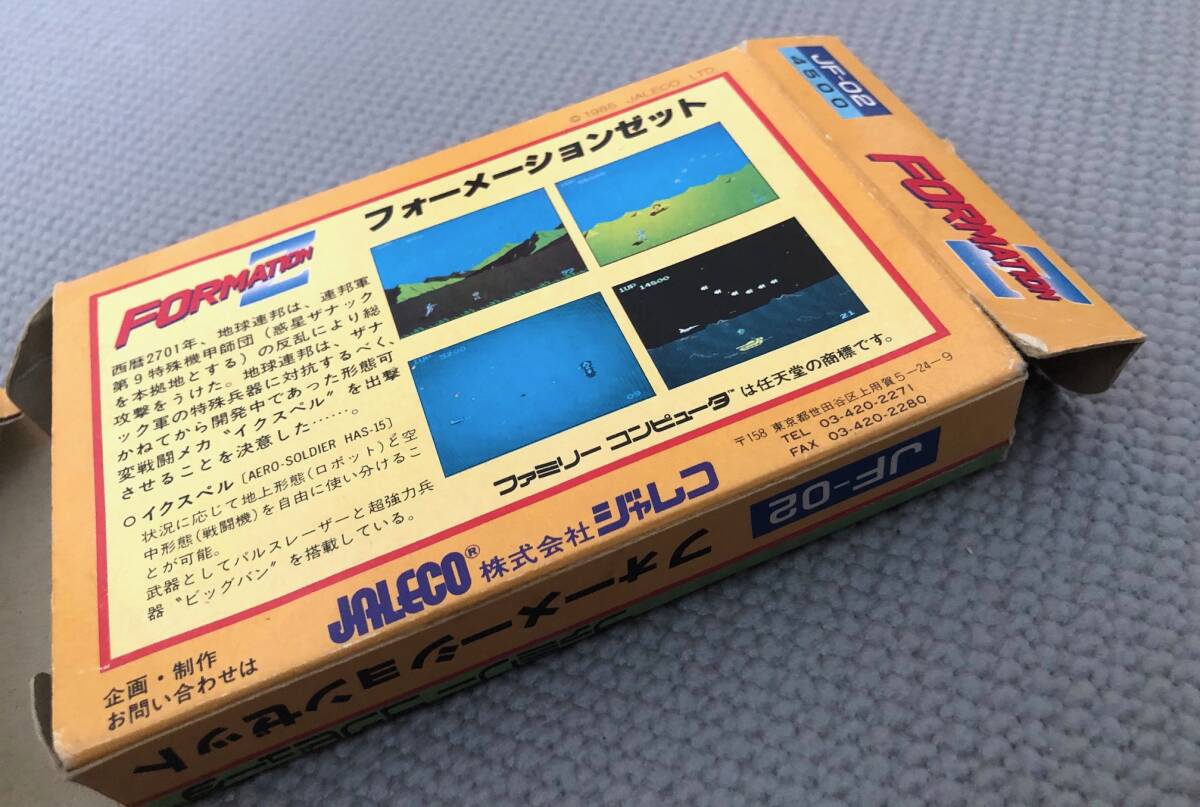 © 1985 JALECO LTD.
フォーメーションゼット
FORMATION Z
西暦2701年、地球連邦は、連邦軍
第9特殊機甲師団（惑星ザナック
を本拠地とする）の反乱により総
攻撃をうけた。地球連邦は、ザナ
ック軍の特殊兵器に対抗するべく、
かねてから開発中であった形態可
変戦闘メカ〝イクスペル〟を出撃
させることを決意した……。
○イクスペル〔AERO-SOLDIER HAS-15〕
状況に応じて地上形態(ロボット)と空
中形態(戦闘機)を自由に使い分けるこ
とが可能。
武器としてパルスレーザーと超強力兵
器〝ビッグバン〟を搭載している。
1UP 14500
21
1UP 5200
09
ファミリーコンピュータ™は任天堂の商標です。
企画・制作
お問い合わせは
JALECO® 株式会社ジャレコ
〒158 東京都世田谷区上用賀5-24-9
TEL 03-420-2271
FAX 03-420-2280
JF-02
フォーメーションゼット
JF-02
4500
FORMATION Z